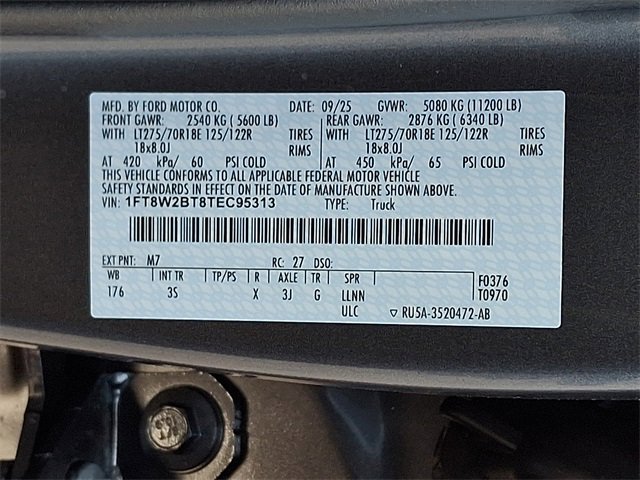 MFD. BY FORD MOTOR CO. DATE: 09/25 GVWR: 5080 KG (11200 LB)
FRONT GAWR: 2540 KG ( 5600 LB) REAR GAWR: 2876 KG ( 6340 LB)
WITH LT275/70R18E 125/122R TIRES WITH LT275/70R18E 125/122R TIRES
18x8.0J RIMS 18x8.0J RIMS
AT 420 kPa/ 60 PSI COLD AT 450 kPa/ 65 PSI COLD
THIS VEHICLE CONFORMS TO ALL APPLICABLE FEDERAL MOTOR VEHICLE
SAFETY STANDARDS IN EFFECT ON THE DATE OF MANUFACTURE SHOWN ABOVE.
VIN: 1FT8W2BT8TEC95313 TYPE: Truck
EXT PNT: M7 RC: 27 DSO:
WB INT TR TP/PS R AXLE TR SPR F0376
176 3S X 3J G LLNN T0970
ULC ▽ RU5A-3520472-AB